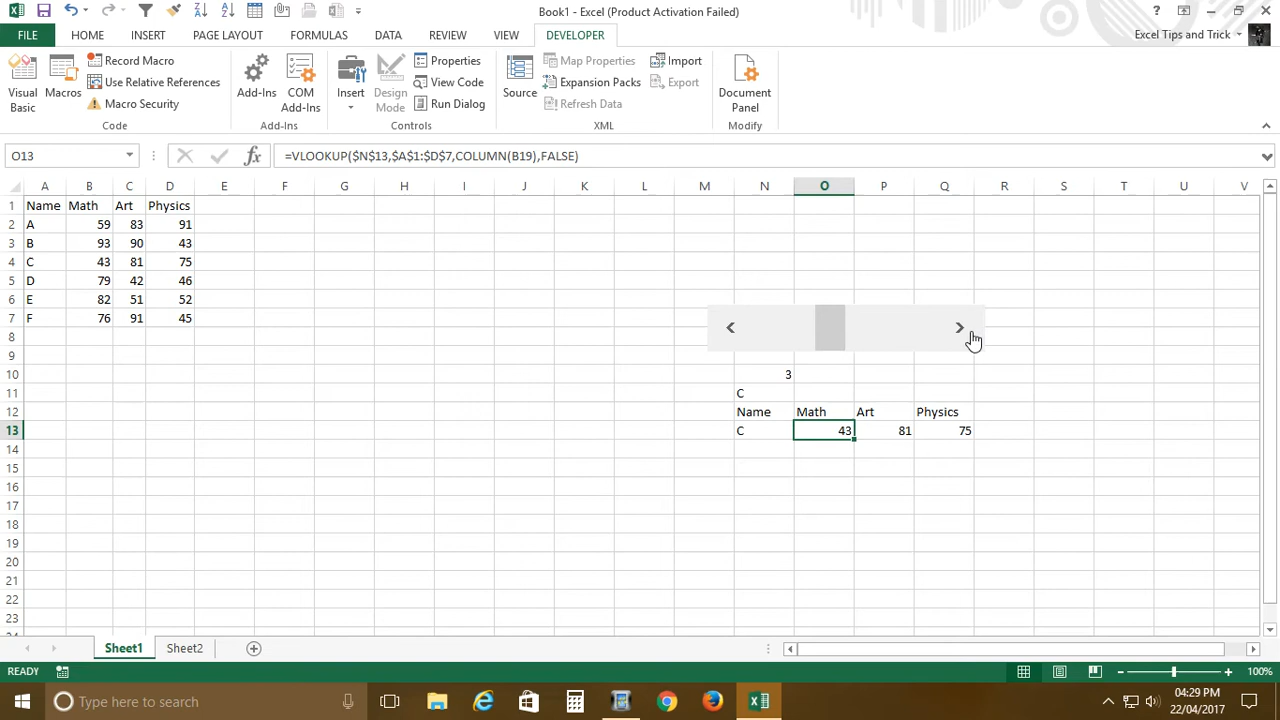 Book1 - Excel (Product Activation Failed)
FILE HOME INSERT PAGE LAYOUT FORMULAS DATA REVIEW VIEW DEVELOPER Excel Tips and Trick
Visual Basic
Macros
Record Macro
Use Relative References
Macro Security
Code
Add-Ins
COM Add-Ins
Add-Ins
Insert
Design Mode
Properties
View Code
Run Dialog
Controls
Source
Map Properties
Expansion Packs
Refresh Data
Import
Export
XML
Document Panel
Modify
O13 fx =VLOOKUP($N$13,$A$1:$D$7,COLUMN(B19),FALSE)
A B C D E F G H I J K L M N O P Q R S T U V
1 Name Math Art Physics
2 A 59 83 91
3 B 93 90 43
4 C 43 81 75
5 D 79 42 46
6 E 82 51 52
7 F 76 91 45
8
9
10 3
11 C
12 Name Math Art Physics
13 C 43 81 75
14
15
16
17
18
19
20
21
22
23
Sheet1 Sheet2
READY 100%
Type here to search 04:29 PM
22/04/2017